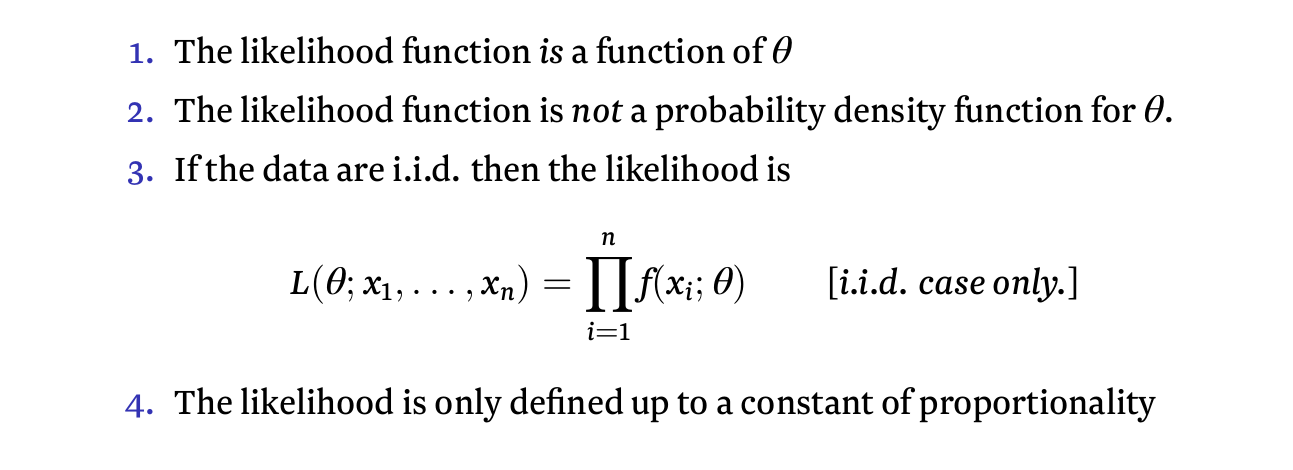 1. The likelihood function is a function of θ
2. The likelihood function is not a probability density function for θ.
3. If the data are i.i.d. then the likelihood is
L(θ; x₁, . . . , xₙ) = ∏ⁿᵢ₌₁ f(xᵢ; θ) [i.i.d. case only.]
4. The likelihood is only defined up to a constant of proportionality